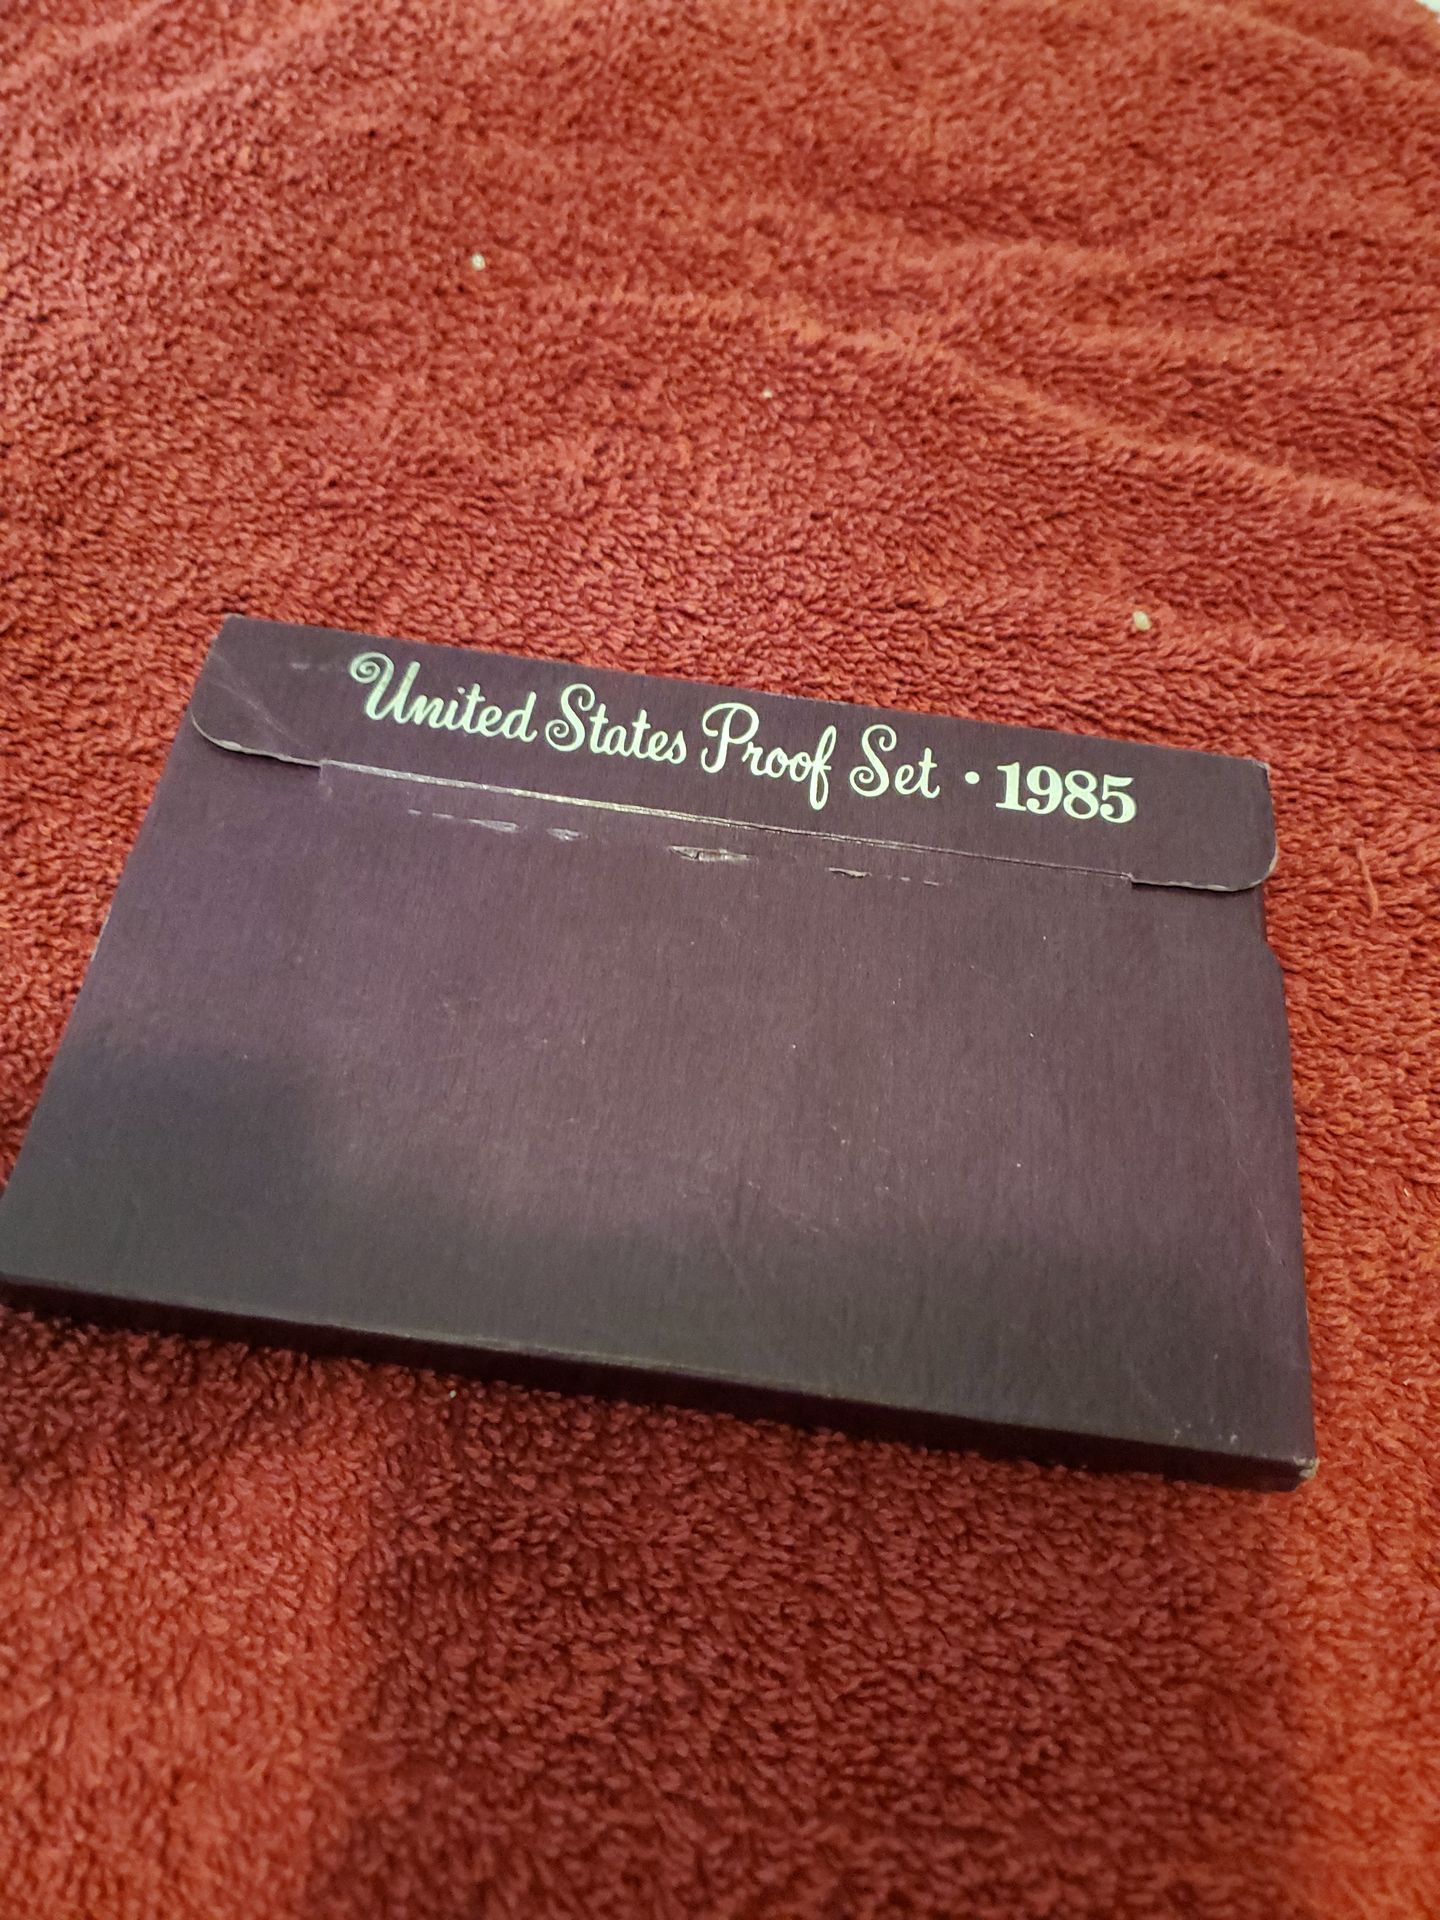 United States Proof Set • 1985